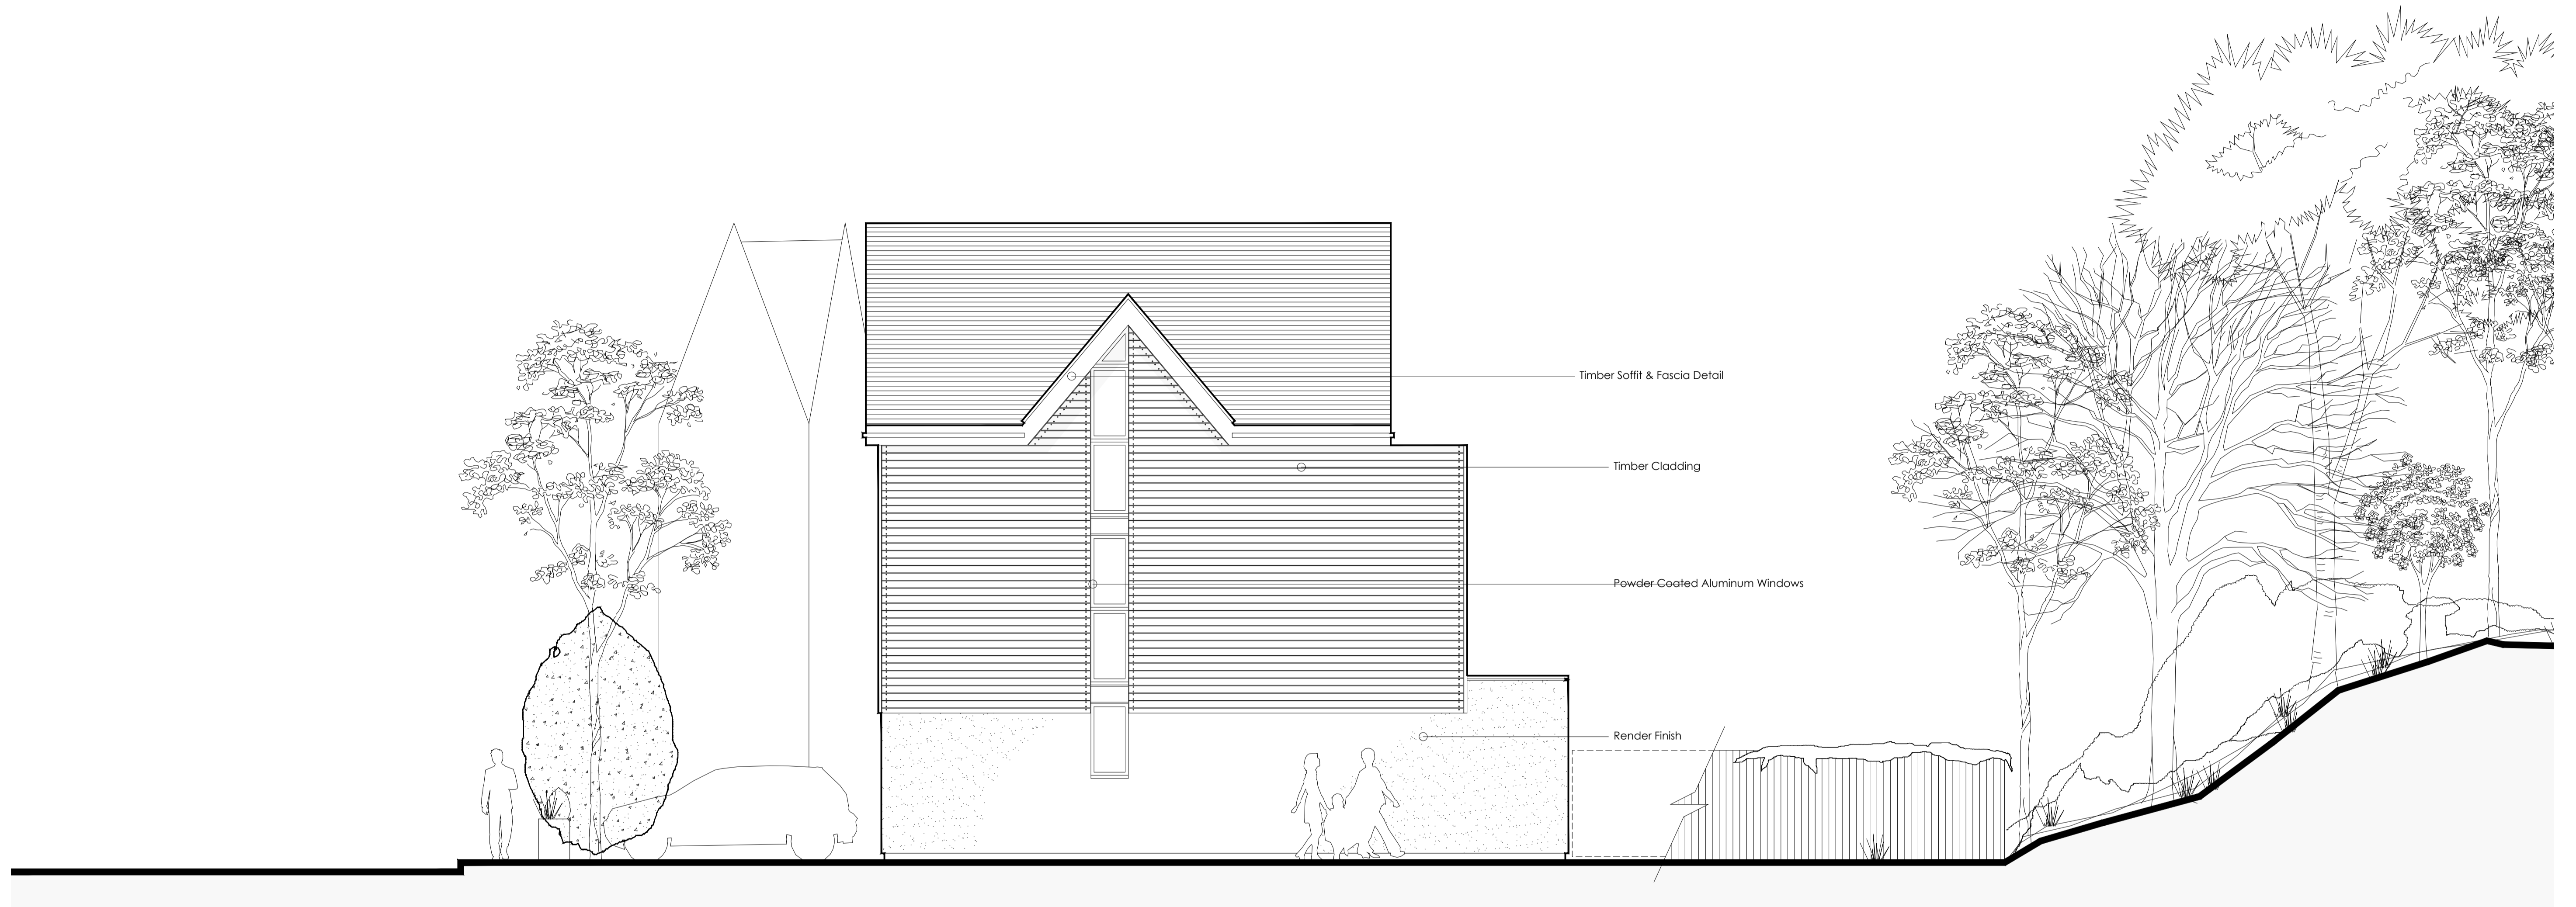 Timber Soffit & Fascia Detail
Timber Cladding
Powder Coated Aluminum Windows
Render Finish